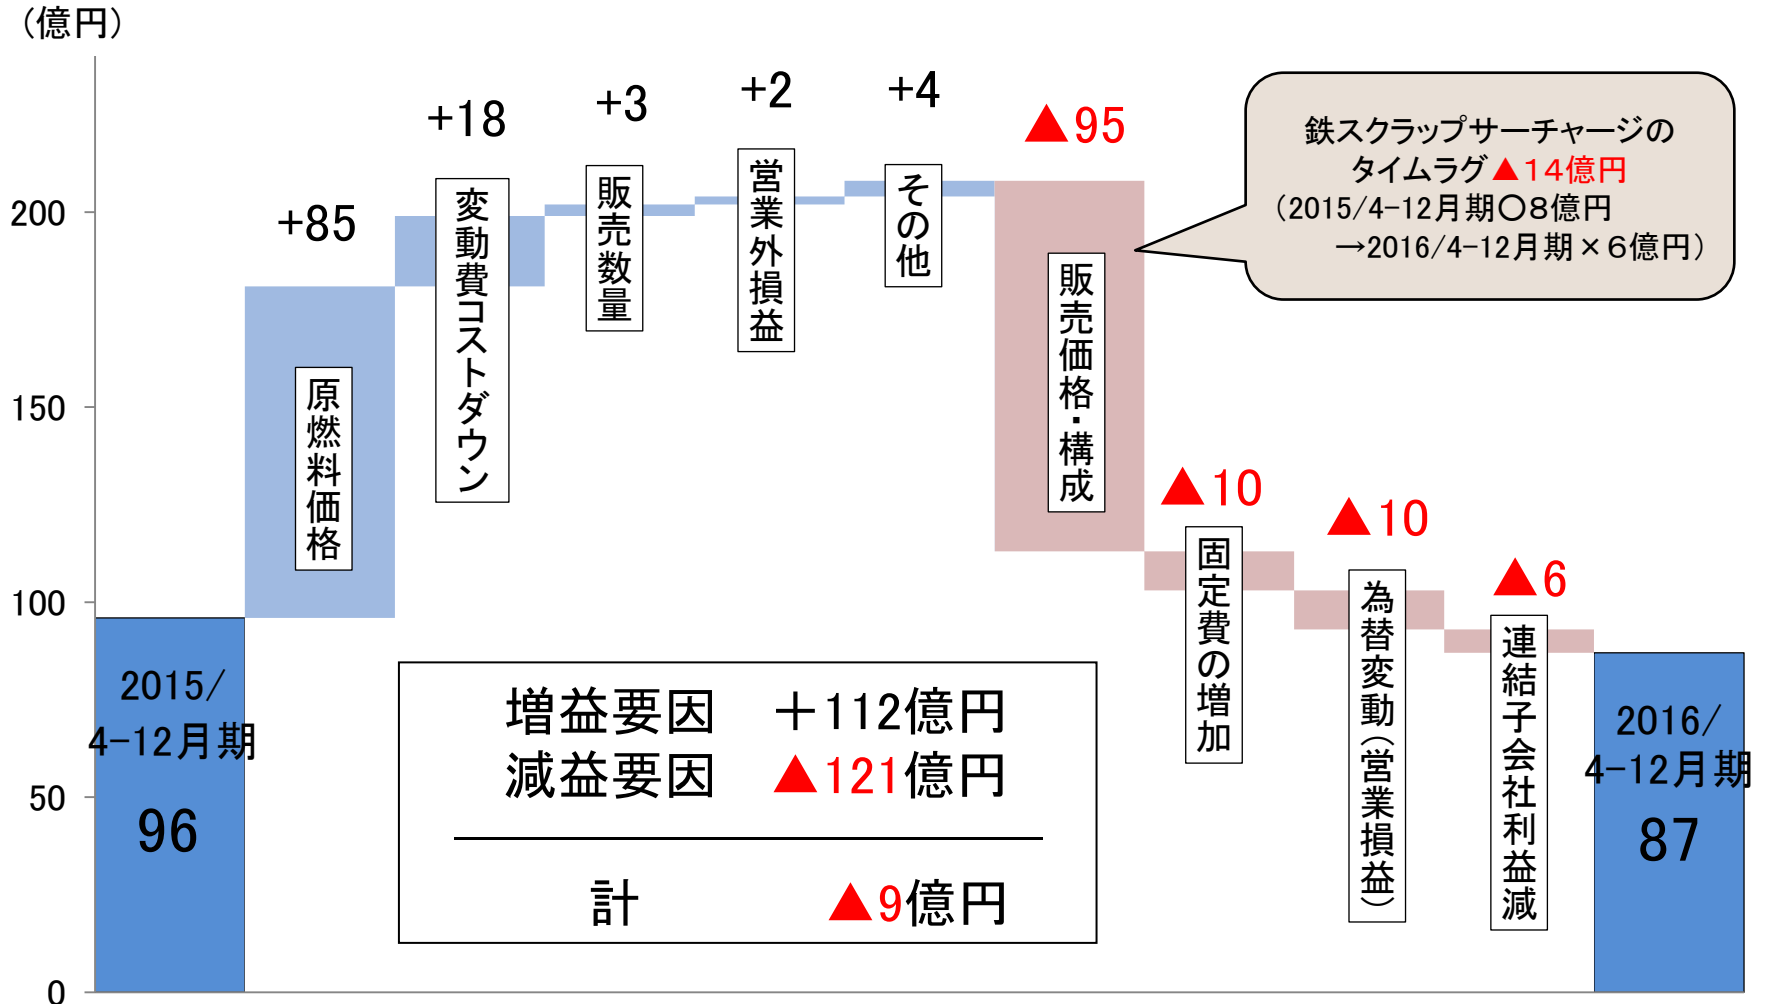 （億円）
200
150
100
50
0
2015/
4-12月期
96
+85
原燃料価格
+18
変動費コストダウン
+3
販売数量
+2
営業外損益
+4
その他
▲95
販売価格・構成
鉄スクラップサーチャージの
タイムラグ▲１４億円
（2015/4-12月期〇８億円
→2016/4-12月期×６億円）
▲10
固定費の増加
▲10
為替変動（営業損益）
▲6
連結子会社利益減
2016/
4-12月期
87
増益要因　＋112億円
減益要因　▲121億円
計　▲9億円